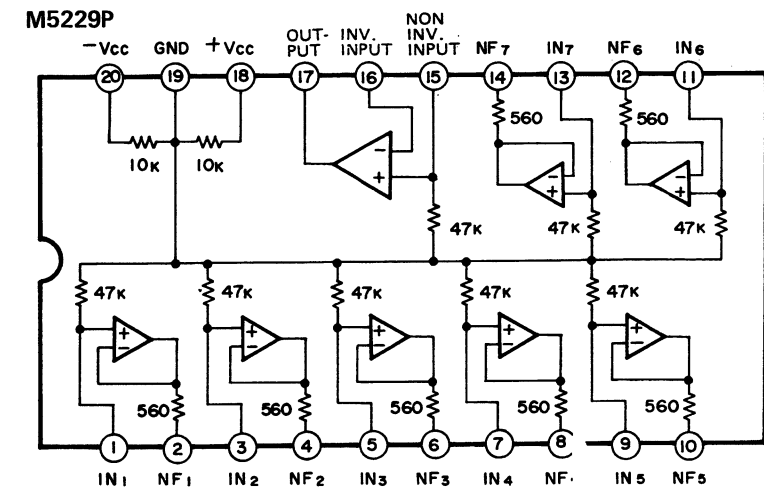 M5229P
-Vcc GND +Vcc OUT-PUT INV. INPUT NON INV. INPUT NF7 IN7 NF6 IN6
20 19 18 17 16 15 14 13 12 11
560 560
10K 10K
- + - + - +
47K 47K 47K
47K 47K 47K 47K 47K
+ - + - + - + - + -
560 560 560 560 560
1 2 3 4 5 6 7 8 9 10
IN1 NF1 IN2 NF2 IN3 NF3 IN4 NF IN5 NF5